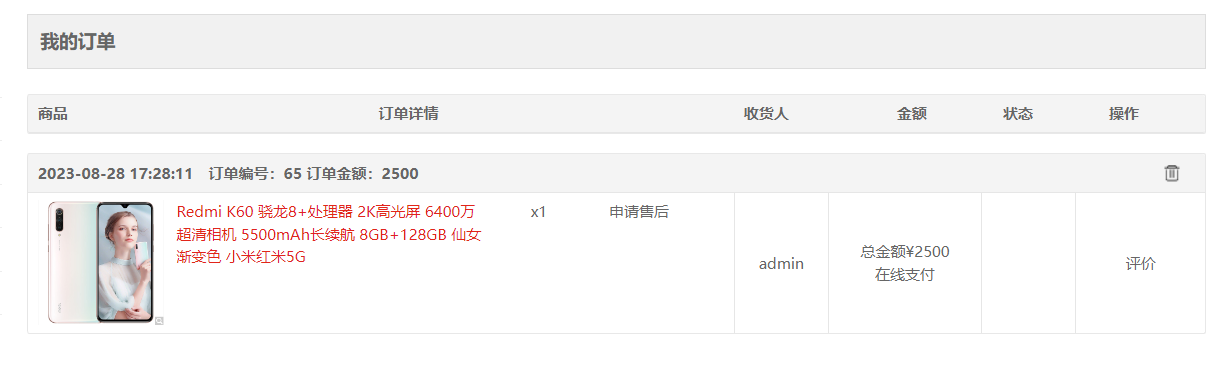 我的订单
商品 订单详情 收货人 金额 状态 操作
2023-08-28 17:28:11 订单编号：65 订单金额：2500
Redmi K60 骁龙8+处理器 2K高光屏 6400万 x1 申请售后
超清相机 5500mAh长续航 8GB+128GB 仙女
渐变色 小米红米5G
admin
总金额¥2500
在线支付
评价